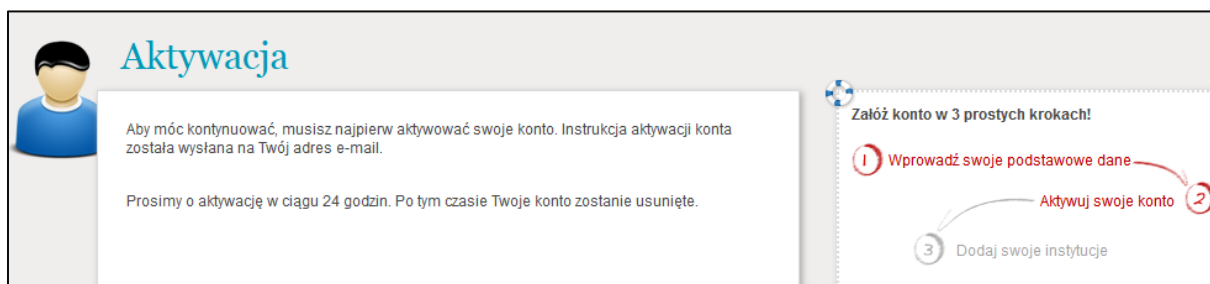 Aktywacja
Aby móc kontynuować, musisz najpierw aktywować swoje konto. Instrukcja aktywacji konta
została wysłana na Twój adres e-mail.
Prosimy o aktywację w ciągu 24 godzin. Po tym czasie Twoje konto zostanie usunięte.
Załóż konto w 3 prostych krokach!
1 Wprowadź swoje podstawowe dane
Aktywuj swoje konto 2
3 Dodaj swoje instytucje